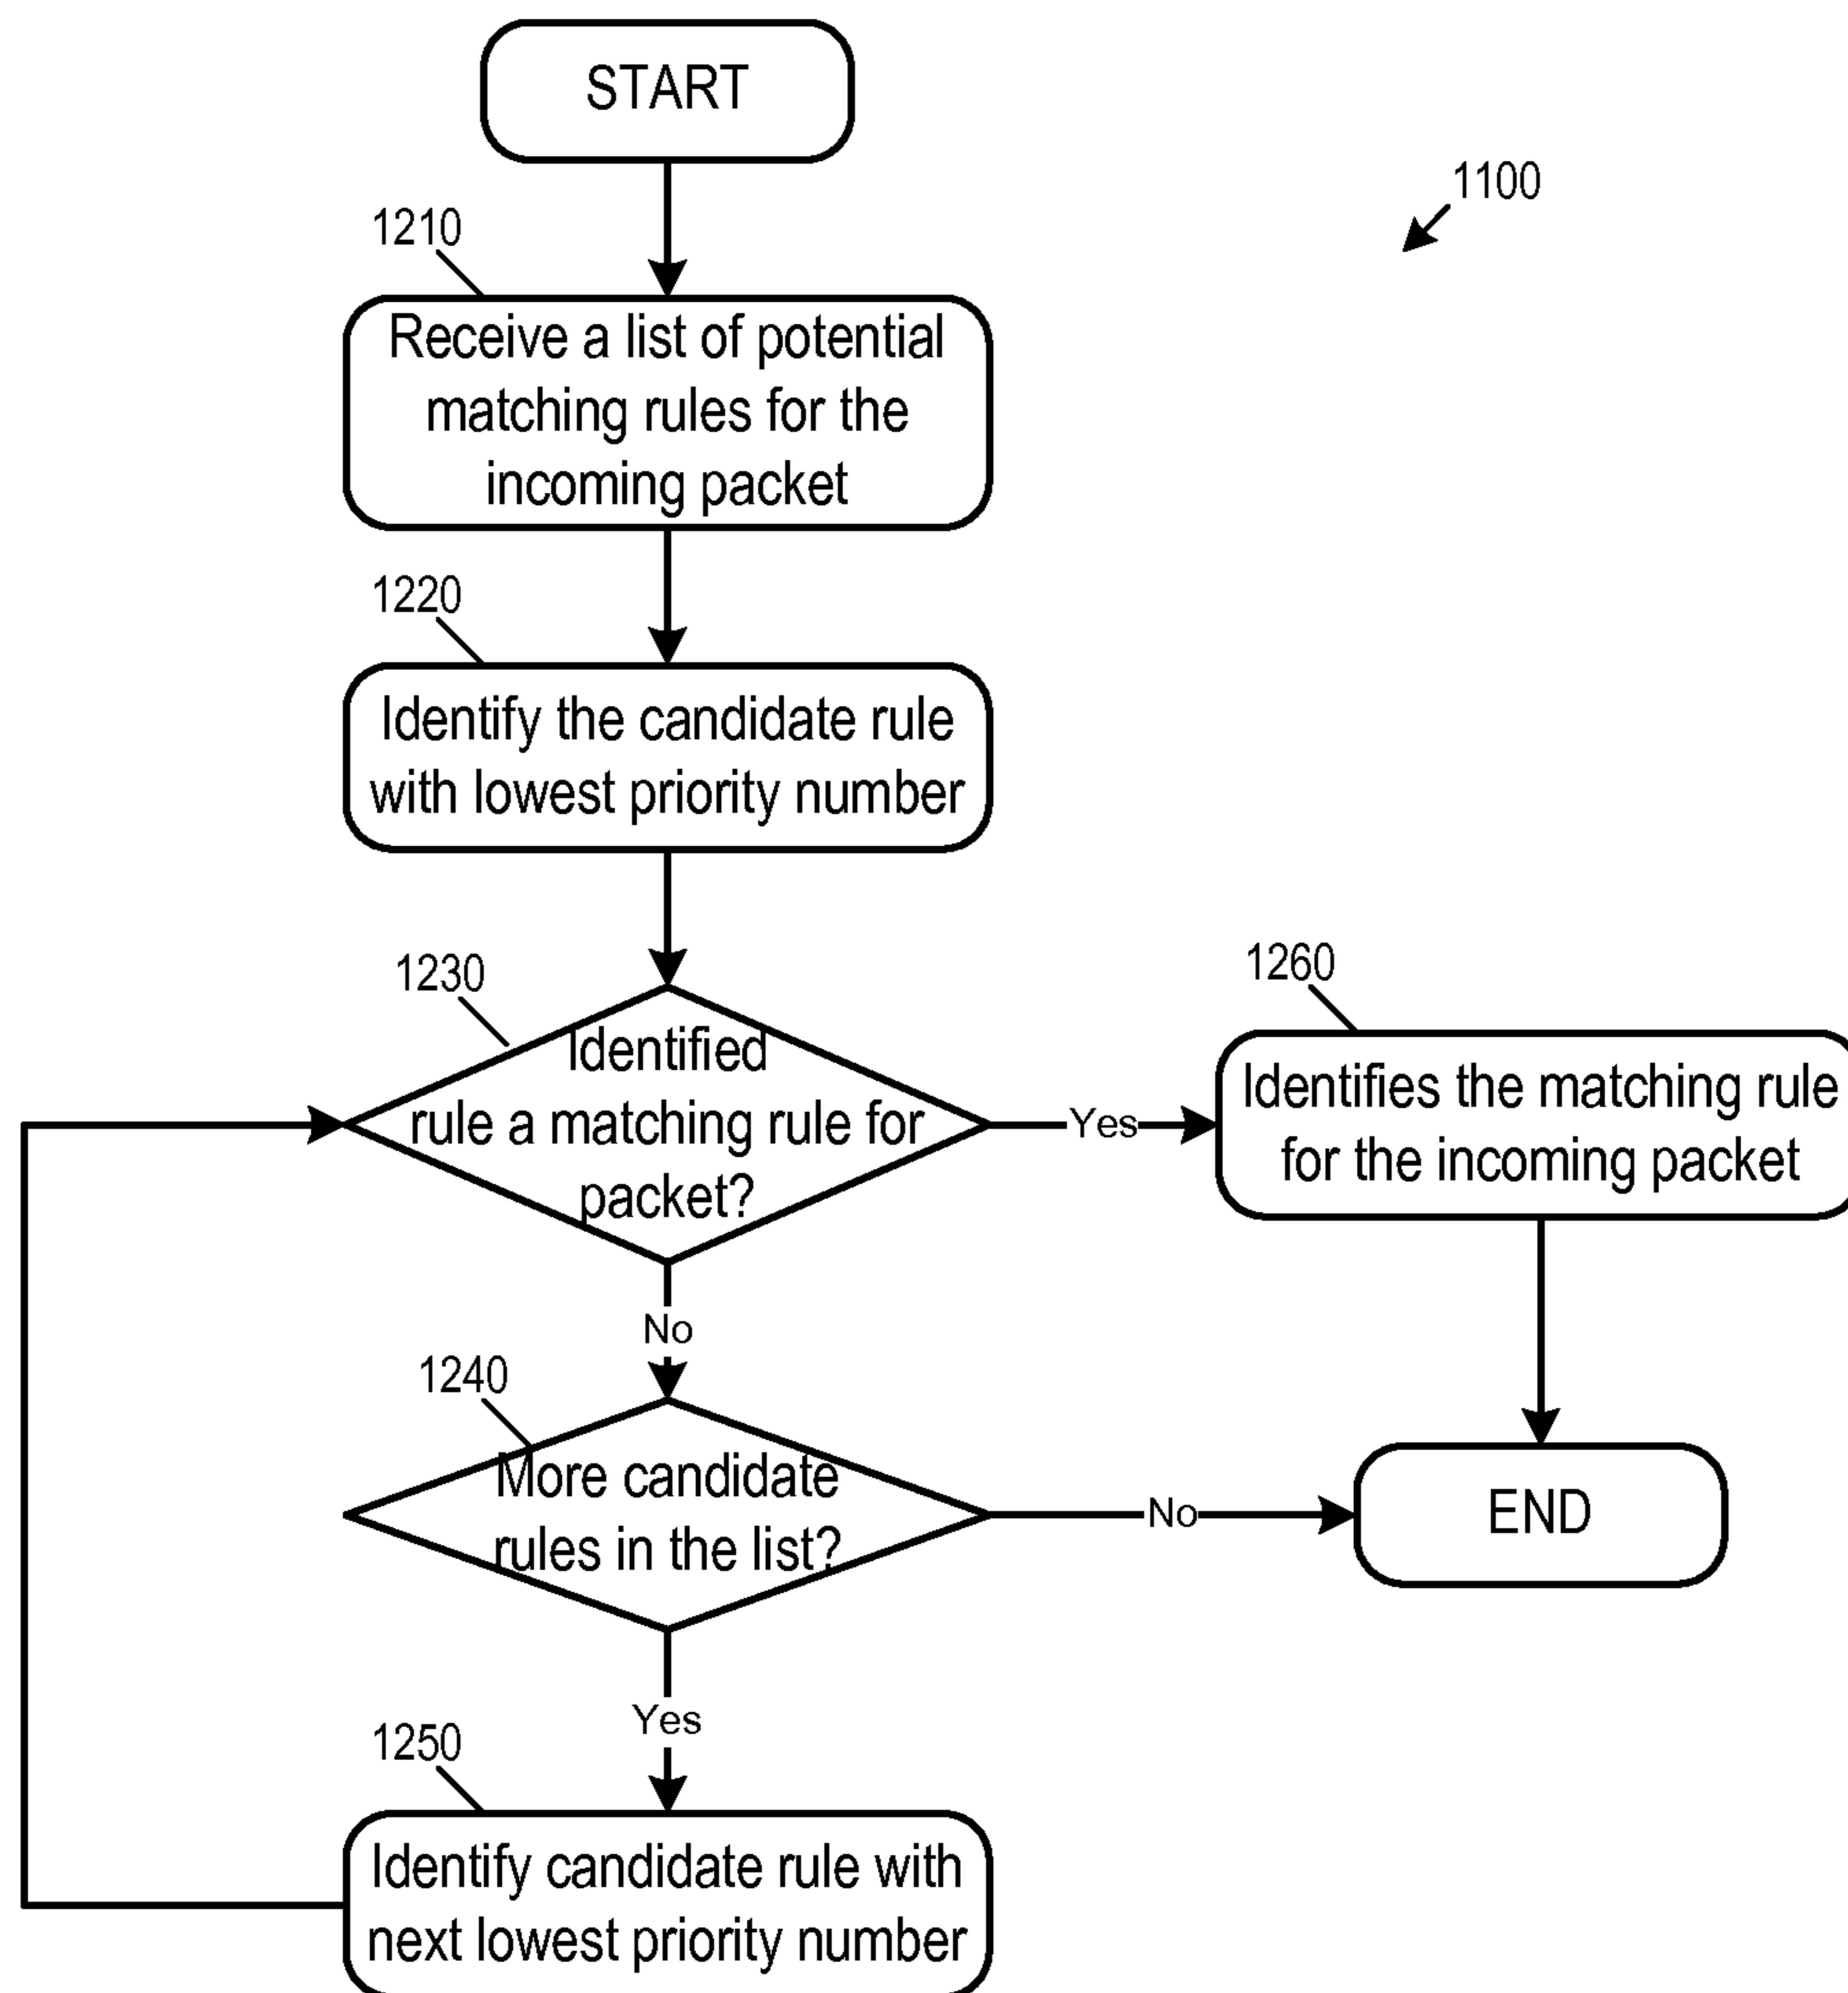 START
1100
1210
Receive a list of potential
matching rules for the
incoming packet
1220
Identify the candidate rule
with lowest priority number
1230
Identified
rule a matching rule for
packet?
Yes
1260
Identifies the matching rule
for the incoming packet
No
1240
More candidate
rules in the list?
No
END
Yes
1250
Identify candidate rule with
next lowest priority number